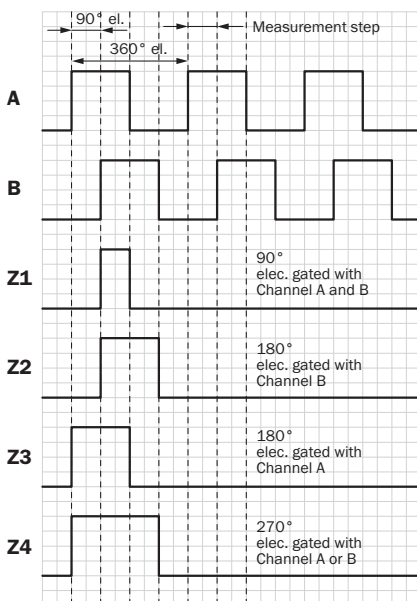 90° el.
Measurement step
360° el.
A
B
Z1
90°
elec. gated with
Channel A and B
Z2
180°
elec. gated with
Channel B
Z3
180°
elec. gated with
Channel A
Z4
270°
elec. gated with
Channel A or B